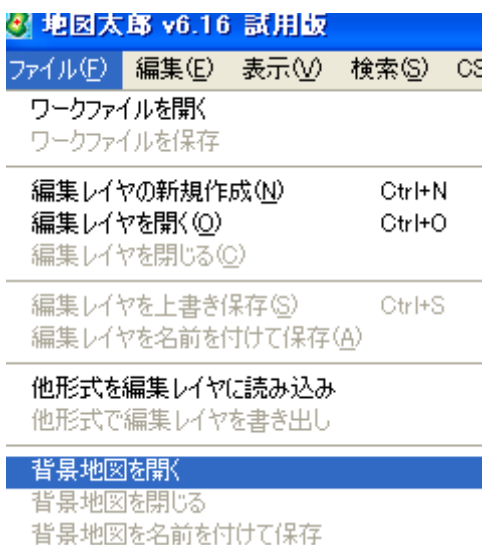 地図太郎 v6.16 試用版
ファイル(F) 編集(E) 表示(V) 検索(S) CS
ワークファイルを開く
ワークファイルを保存
編集レイヤの新規作成(N) Ctrl+N
編集レイヤを開く(O) Ctrl+O
編集レイヤを閉じる(C)
編集レイヤを上書き保存(S) Ctrl+S
編集レイヤを名前を付けて保存(A)
他形式を編集レイヤに読み込み
他形式で編集レイヤを書き出し
背景地図を開く
背景地図を閉じる
背景地図を名前を付けて保存